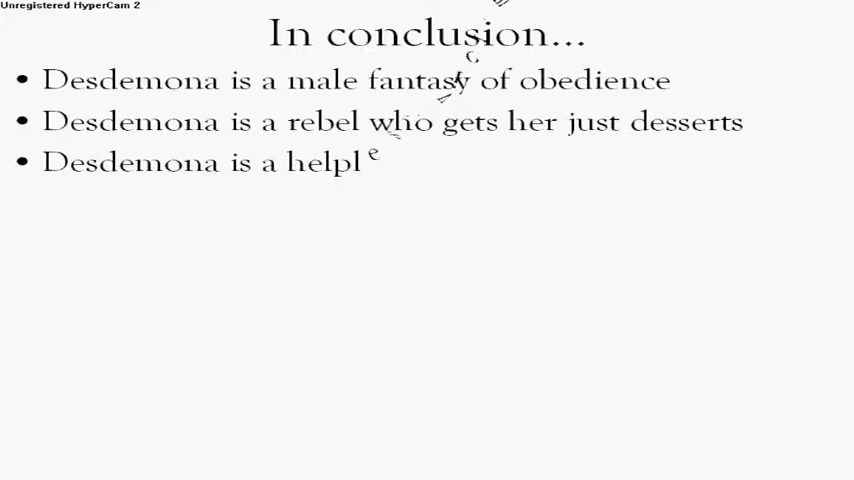 Unregistered HyperCam 2
In conclusion...
• Desdemona is a male fantasy of obedience
• Desdemona is a rebel who gets her just desserts
• Desdemona is a